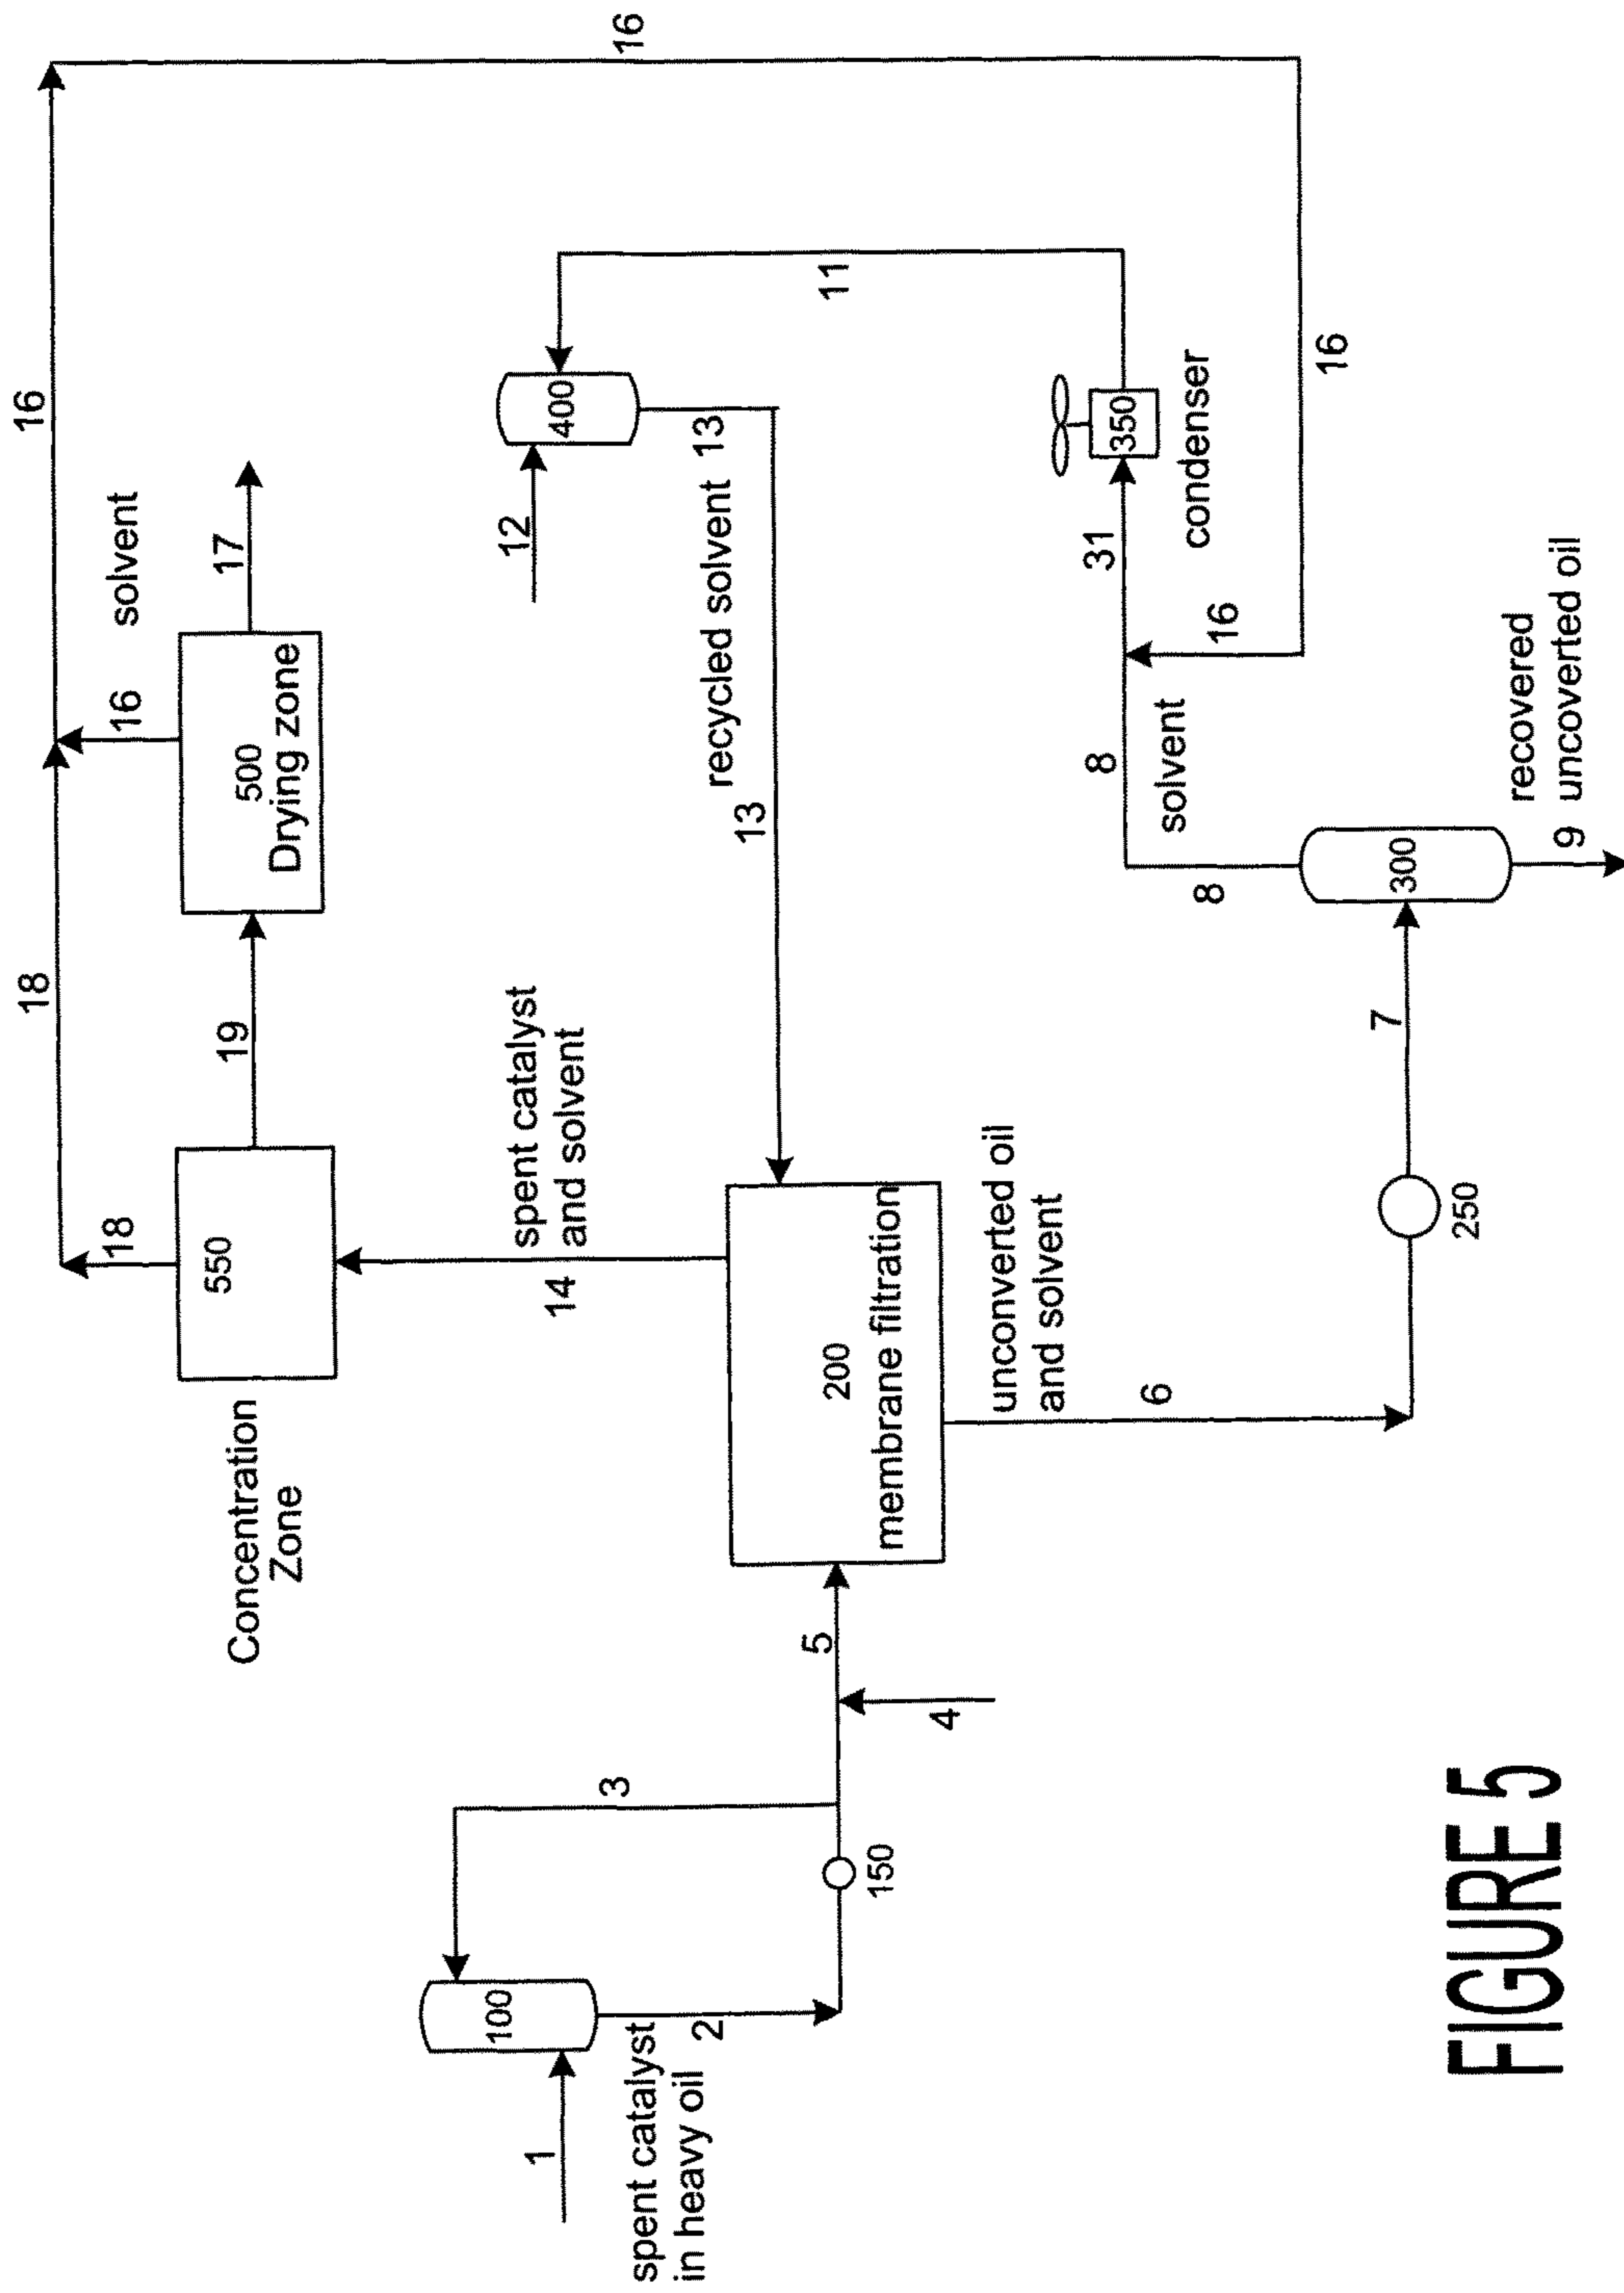 16
16
18
18
16
solvent
17
500
Drying zone
19
550
Concentration
Zone
spent catalyst
and solvent
14
400
12
13
recycled solvent
13
11
200
membrane filtration
5
4
3
100
1
spent catalyst
in heavy oil
2
150
unconverted oil
and solvent
6
8
solvent
8
31
350
condenser
16
16
7
250
300
9
recovered
uncoverted oil
FIGURE 5